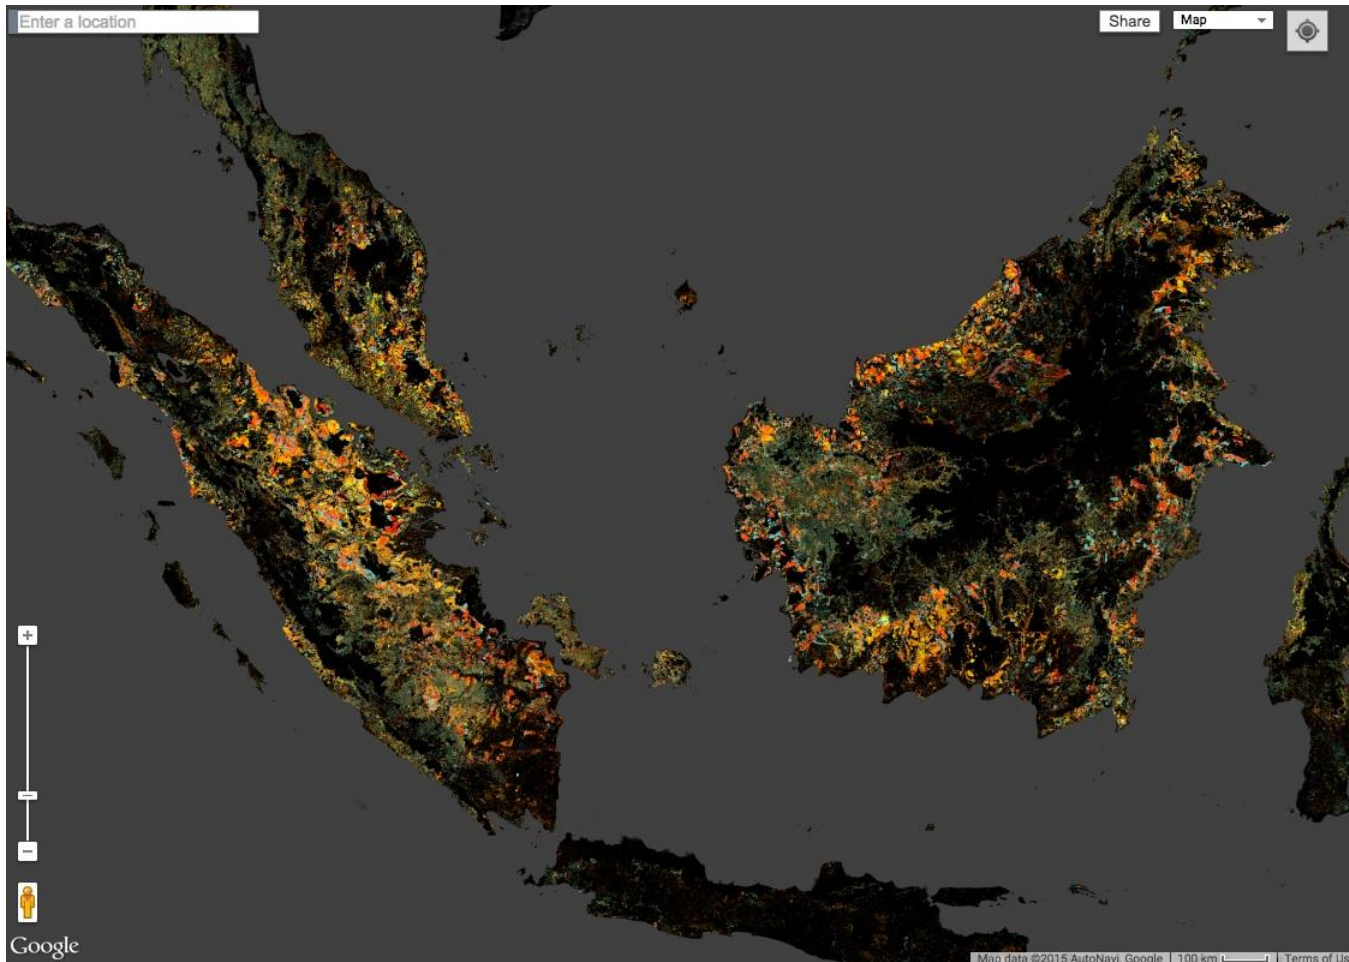 Enter a location
Share
Map
+
−
Google
Map data ©2015 AutoNavi, Google
100 km
Terms of Us